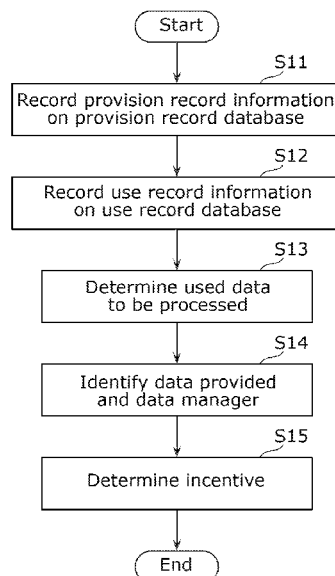 Start
S11
Record provision record information
on provision record database
S12
Record use record information
on use record database
S13
Determine used data
to be processed
S14
Identify data provided
and data manager
S15
Determine incentive
End